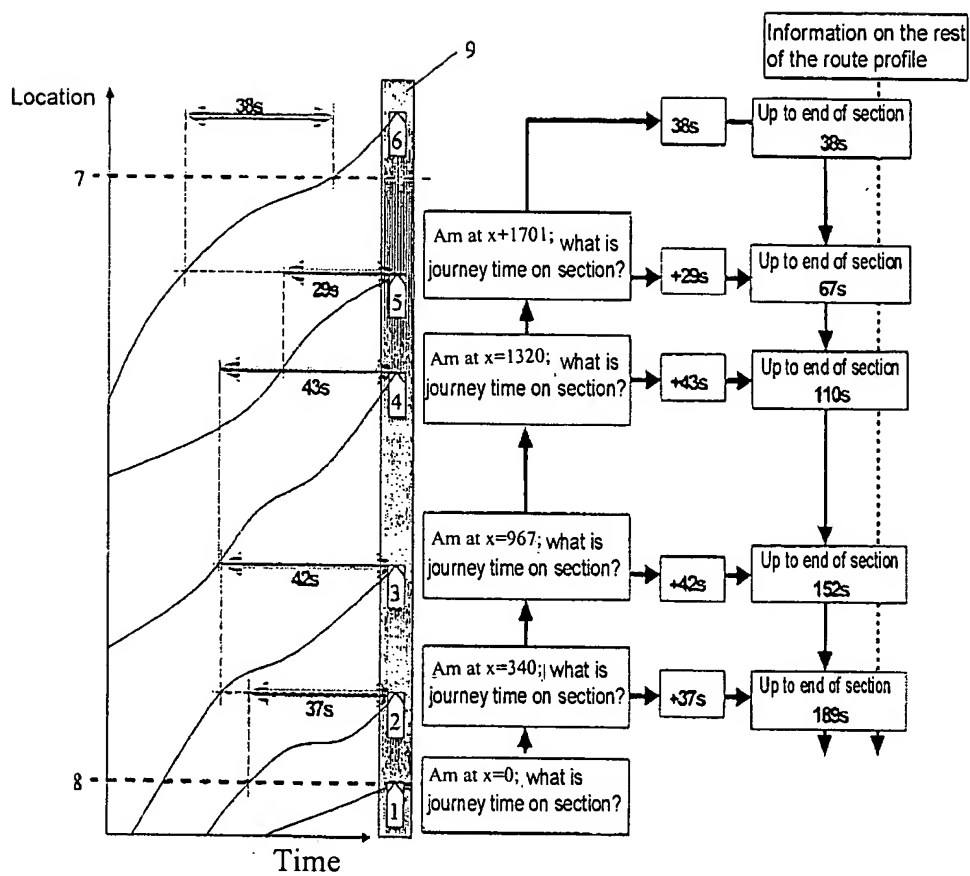 Information on the rest
of the route profile
9
Location
38s
38s
Up to end of section
38s
6
7
Am at x+1701; what is
journey time on section?
+29s
Up to end of section
67s
29s
5
Am at x=1320; what is
journey time on section?
+43s
Up to end of section
110s
43s
4
Am at x=967; what is
journey time on section?
+42s
Up to end of section
152s
42s
3
Am at x=340; what is
journey time on section?
+37s
Up to end of section
189s
37s
2
8
Am at x=0; what is
journey time on section?
1
Time